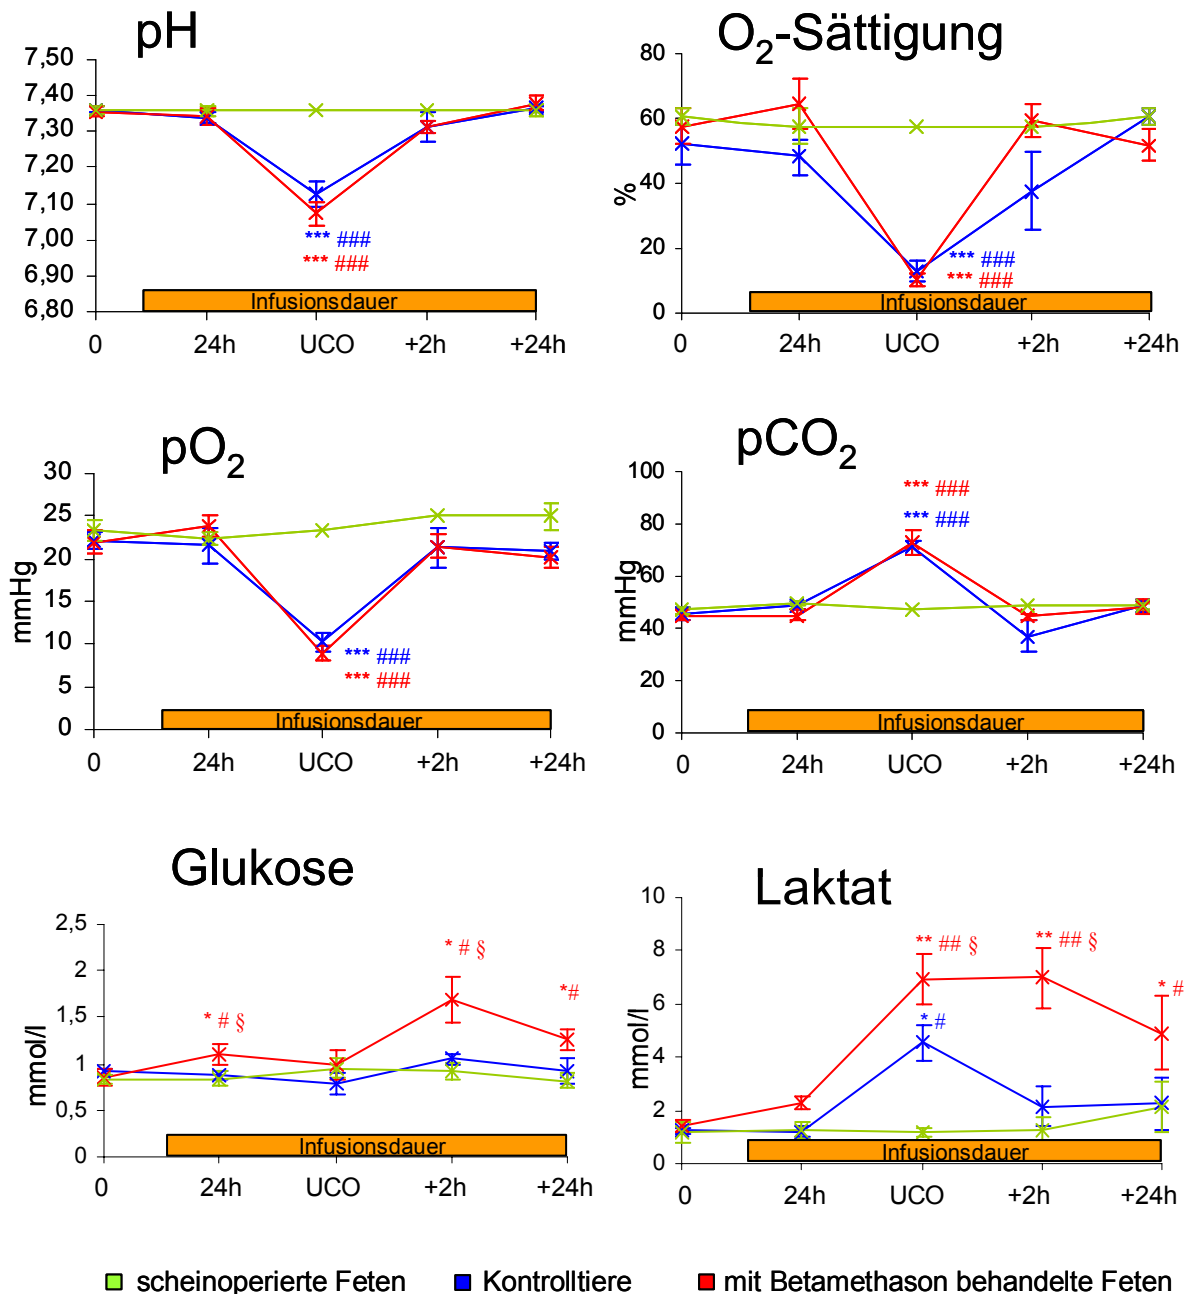 pH
7,50
7,40
7,30
7,20
7,10
7,00
6,90
6,80
*** ###
*** ###
Infusionsdauer
0 24h UCO +2h +24h
O2-Sättigung
80
60
40
20
0
%
*** ###
*** ###
Infusionsdauer
0 24h UCO +2h +24h
pO2
30
25
20
15
10
5
0
mmHg
*** ###
*** ###
Infusionsdauer
0 24h UCO +2h +24h
pCO2
100
80
60
40
20
0
mmHg
*** ###
*** ###
Infusionsdauer
0 24h UCO +2h +24h
Glukose
2,5
2
1,5
1
0,5
0
mmol/l
* # §
* # §
*#
Infusionsdauer
0 24h UCO +2h +24h
Laktat
10
8
6
4
2
0
mmol/l
** ## §
** ## §
* #
* #
Infusionsdauer
0 24h UCO +2h +24h
scheinoperierte Feten Kontrolltiere mit Betamethason behandelte Feten